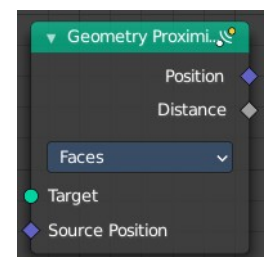 Geometry Proximi..
Position
Distance
Faces
Target
Source Position